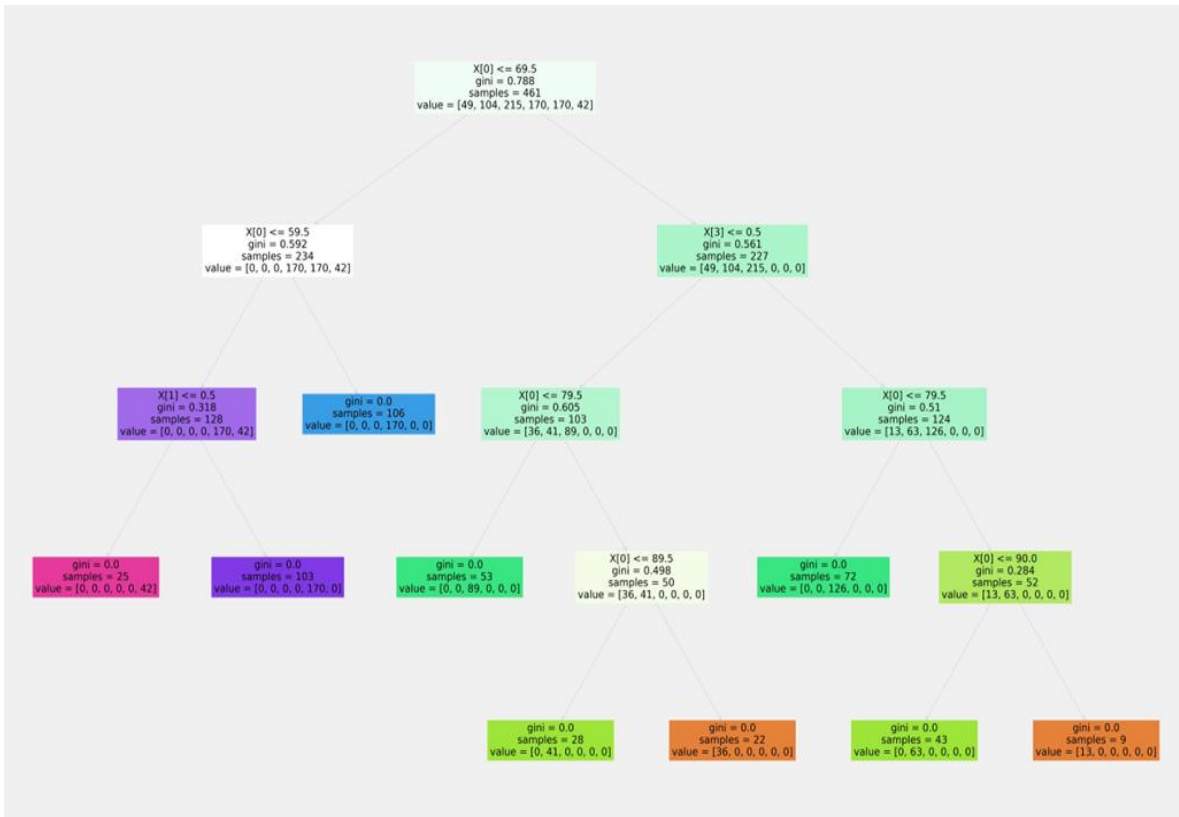 X[0] <= 69.5
gini = 0.788
samples = 461
value = [49, 104, 215, 170, 170, 42]
X[0] <= 59.5
gini = 0.592
samples = 234
value = [0, 0, 0, 170, 170, 42]
X[3] <= 0.5
gini = 0.561
samples = 227
value = [49, 104, 215, 0, 0, 0]
X[1] <= 0.5
gini = 0.318
samples = 128
value = [0, 0, 0, 0, 170, 42]
gini = 0.0
samples = 106
value = [0, 0, 0, 170, 0, 0]
X[0] <= 79.5
gini = 0.605
samples = 103
value = [36, 41, 89, 0, 0, 0]
X[0] <= 79.5
gini = 0.51
samples = 124
value = [13, 63, 126, 0, 0, 0]
gini = 0.0
samples = 25
value = [0, 0, 0, 0, 0, 42]
gini = 0.0
samples = 103
value = [0, 0, 0, 0, 170, 0]
gini = 0.0
samples = 53
value = [0, 0, 89, 0, 0, 0]
X[0] <= 89.5
gini = 0.498
samples = 50
value = [36, 41, 0, 0, 0, 0]
gini = 0.0
samples = 72
value = [0, 0, 126, 0, 0, 0]
X[0] <= 90.0
gini = 0.284
samples = 52
value = [13, 63, 0, 0, 0, 0]
gini = 0.0
samples = 28
value = [0, 41, 0, 0, 0, 0]
gini = 0.0
samples = 22
value = [36, 0, 0, 0, 0, 0]
gini = 0.0
samples = 43
value = [0, 63, 0, 0, 0, 0]
gini = 0.0
samples = 9
value = [13, 0, 0, 0, 0, 0]